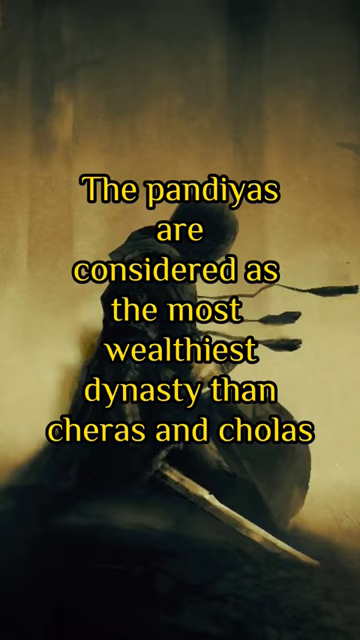 The pandiyas
are
considered as
the most
wealthiest
dynasty than
cheras and cholas